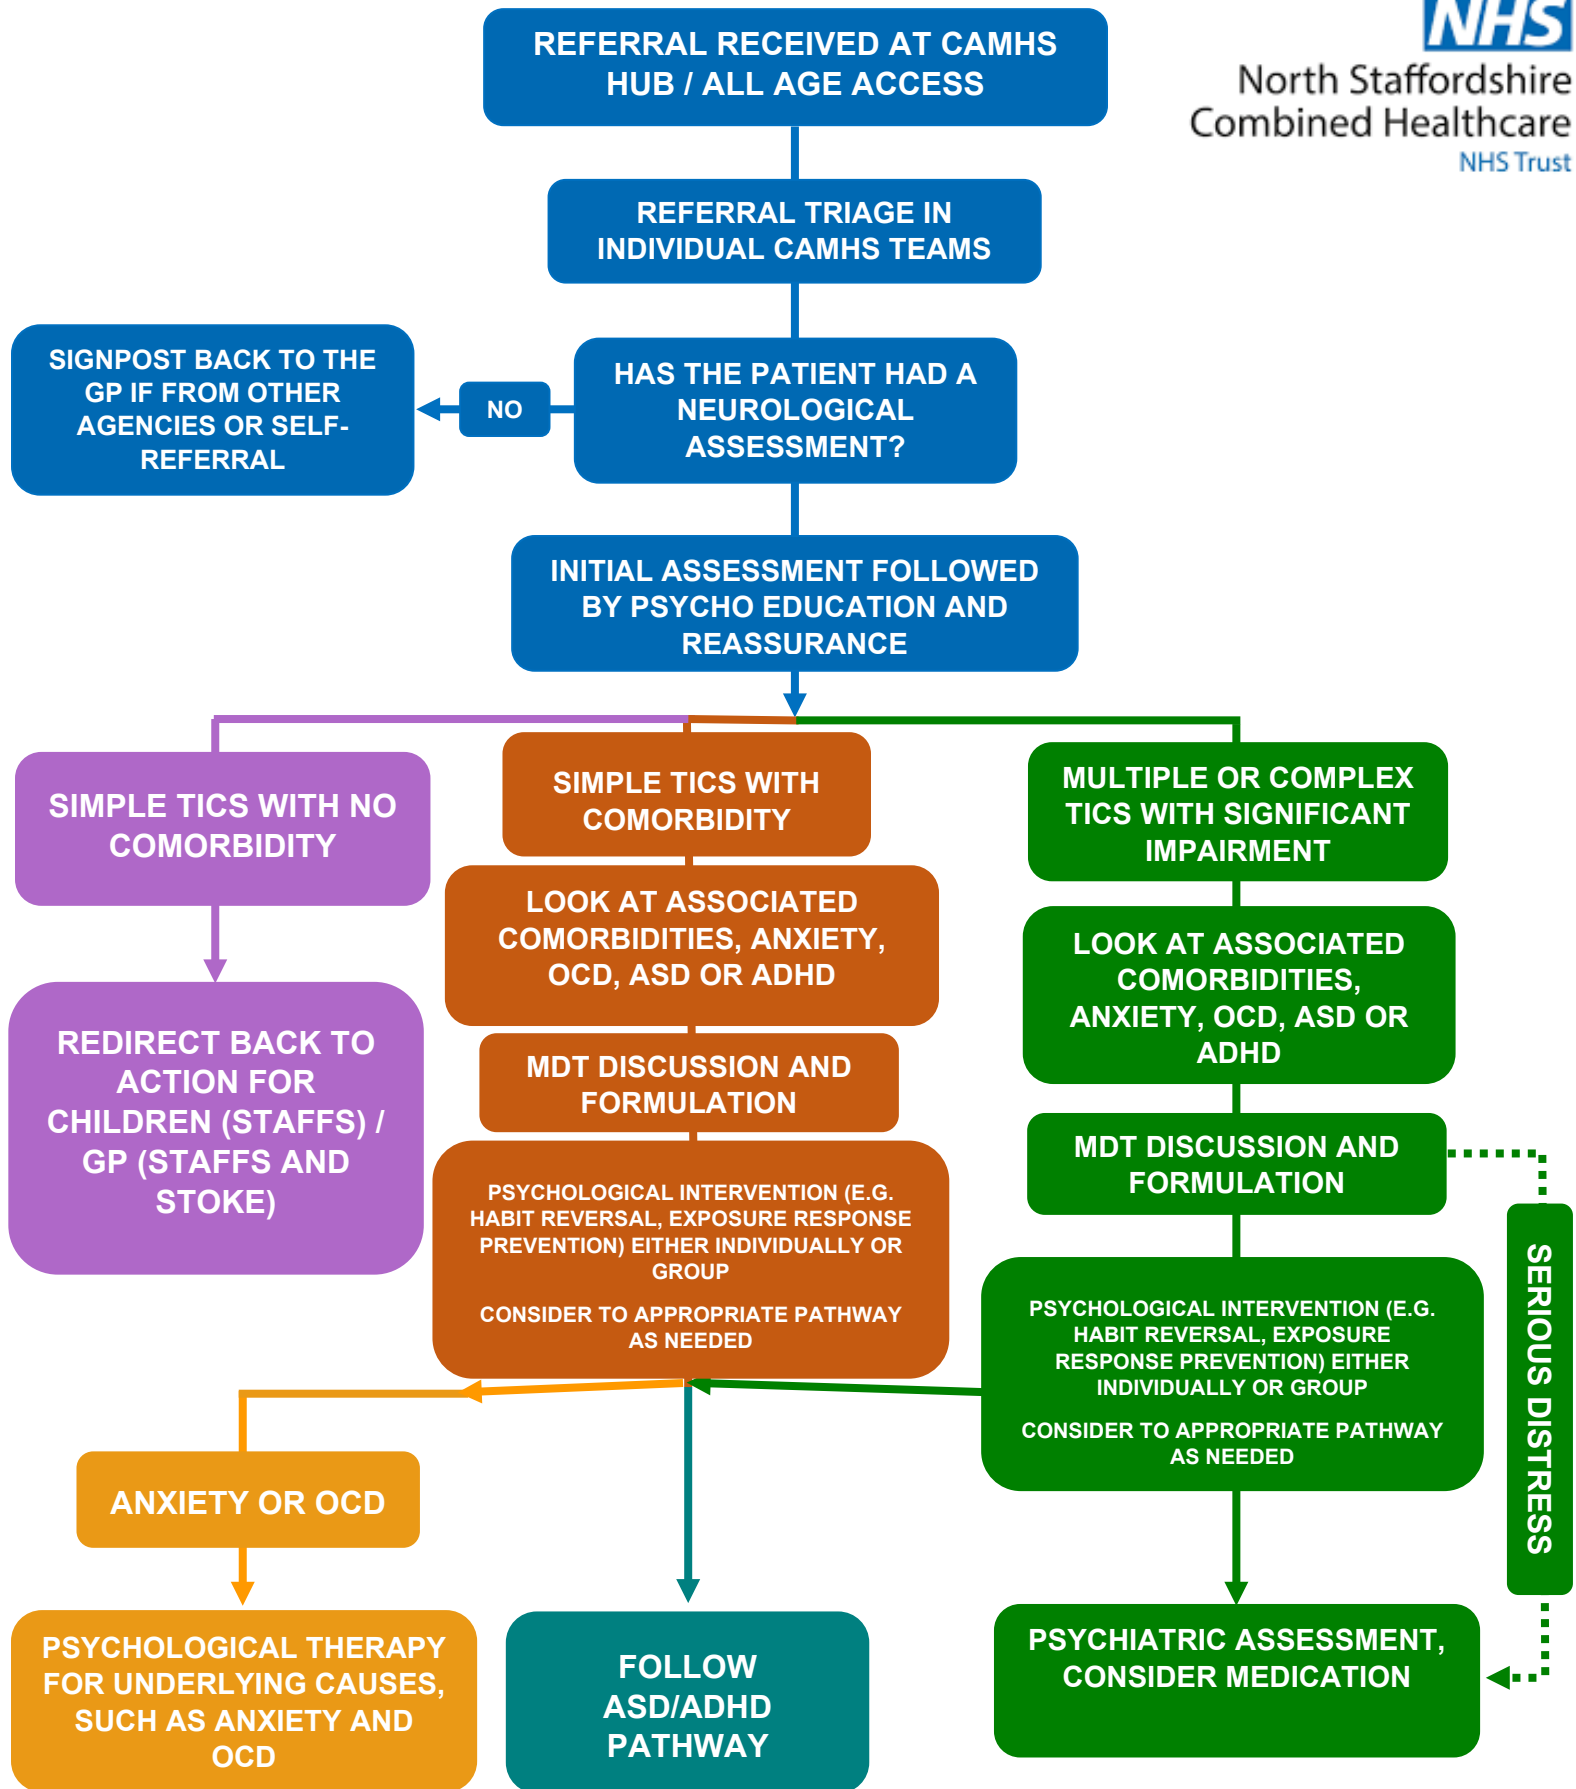 REFERRAL RECEIVED AT CAMHS
HUB / ALL AGE ACCESS
NHS
North Staffordshire
Combined Healthcare
NHS Trust
REFERRAL TRIAGE IN
INDIVIDUAL CAMHS TEAMS
HAS THE PATIENT HAD A
NEUROLOGICAL
ASSESSMENT?
NO
SIGNPOST BACK TO THE
GP IF FROM OTHER
AGENCIES OR SELF-
REFERRAL
INITIAL ASSESSMENT FOLLOWED
BY PSYCHO EDUCATION AND
REASSURANCE
SIMPLE TICS WITH NO
COMORBIDITY
REDIRECT BACK TO
ACTION FOR
CHILDREN (STAFFS) /
GP (STAFFS AND
STOKE)
SIMPLE TICS WITH
COMORBIDITY
LOOK AT ASSOCIATED
COMORBIDITIES, ANXIETY,
OCD, ASD OR ADHD
MDT DISCUSSION AND
FORMULATION
PSYCHOLOGICAL INTERVENTION (E.G.
HABIT REVERSAL, EXPOSURE RESPONSE
PREVENTION) EITHER INDIVIDUALLY OR
GROUP
CONSIDER TO APPROPRIATE PATHWAY
AS NEEDED
MULTIPLE OR COMPLEX
TICS WITH SIGNIFICANT
IMPAIRMENT
LOOK AT ASSOCIATED
COMORBIDITIES,
ANXIETY, OCD, ASD OR
ADHD
MDT DISCUSSION AND
FORMULATION
SERIOUS DISTRESS
PSYCHOLOGICAL INTERVENTION (E.G.
HABIT REVERSAL, EXPOSURE
RESPONSE PREVENTION) EITHER
INDIVIDUALLY OR GROUP
CONSIDER TO APPROPRIATE PATHWAY
AS NEEDED
ANXIETY OR OCD
PSYCHOLOGICAL THERAPY
FOR UNDERLYING CAUSES,
SUCH AS ANXIETY AND
OCD
FOLLOW
ASD/ADHD
PATHWAY
PSYCHIATRIC ASSESSMENT,
CONSIDER MEDICATION